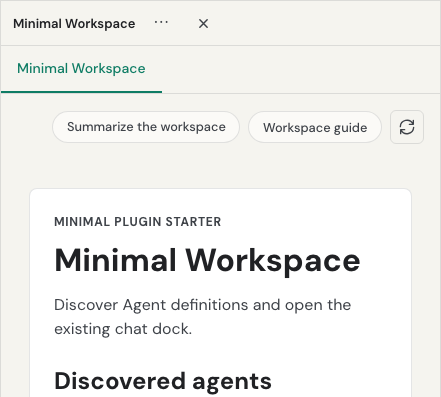 Minimal Workspace ...
Minimal Workspace
Summarize the workspace Workspace guide
MINIMAL PLUGIN STARTER
Minimal Workspace
Discover Agent definitions and open the
existing chat dock.
Discovered agents